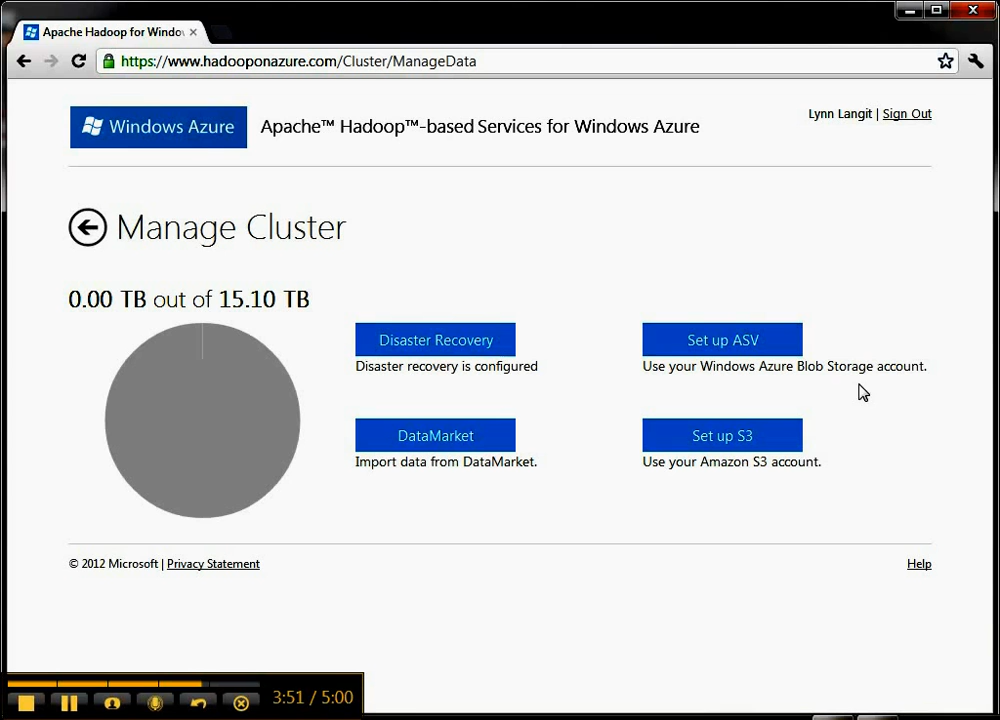 Apache Hadoop for Windo
https://www.hadooponazure.com/Cluster/ManageData
Windows Azure
Apache™ Hadoop™-based Services for Windows Azure
Lynn Langit | Sign Out
Manage Cluster
0.00 TB out of 15.10 TB
Disaster Recovery
Disaster recovery is configured
Set up ASV
Use your Windows Azure Blob Storage account.
DataMarket
Import data from DataMarket.
Set up S3
Use your Amazon S3 account.
© 2012 Microsoft | Privacy Statement
Help
3:51 / 5:00